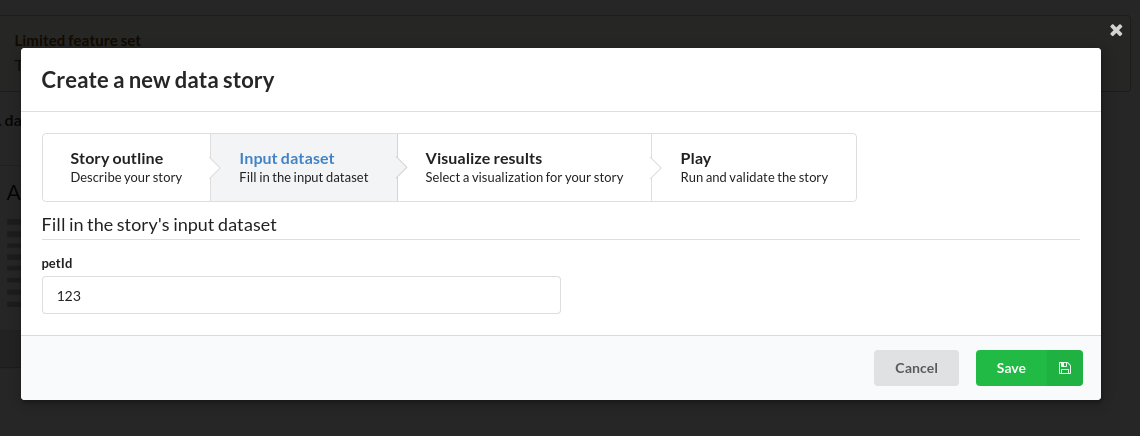 Limited feature set
Create a new data story
Story outline
Describe your story
Input dataset
Fill in the input dataset
Visualize results
Select a visualization for your story
Play
Run and validate the story
Fill in the story's input dataset
petId
123
Cancel
Save